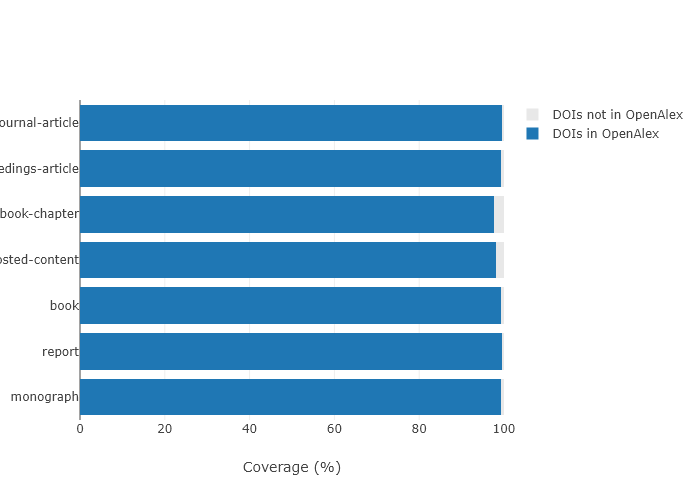 ournal-article
edings-article
book-chapter
osted-content
book
report
monograph
0 20 40 60 80 100
Coverage (%)
DOIs not in OpenAlex
DOIs in OpenAlex